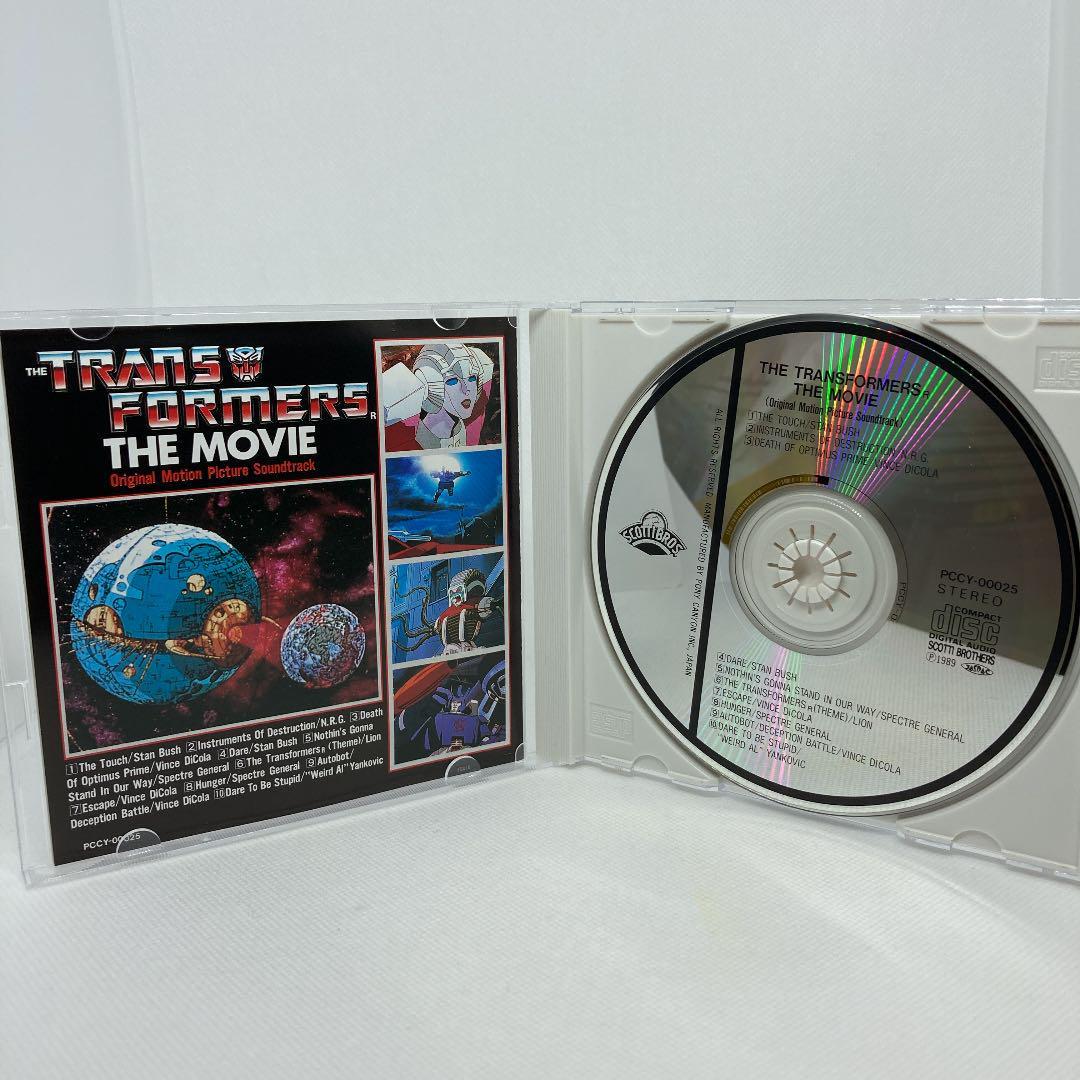 THE TRANS
FORMERS R
THE MOVIE
Original Motion Picture Soundtrack
1 The Touch/Stan Bush 2 Instruments Of Destruction/N.R.G. 3 Death
Of Optimus Prime/Vince DiCola 4 Dare/Stan Bush 5 Nothin's Gonna
Stand In Our Way/Spectre General 6 The TransformersR (Theme)/Lion
7 Escape/Vince DiCola 8 Hunger/Spectre General 9 Autobot/
Deception Battle/Vince DiCola 10 Dare To Be Stupid/"Weird Al" Yankovic
PCCY-00025
THE TRANSFORMERSR
THE MOVIE
(Original Motion Picture Soundtrack)
1 THE TOUCH/STAN BUSH
2 INSTRUMENTS OF DESTRUCTION/N.R.G.
3 DEATH OF OPTIMUS PRIME/VINCE DICOLA
SCOTTI BROS
ALL RIGHTS RESERVED. MANUFACTURED BY PONY CANYON INC., JAPAN
PCCY-00025
STEREO
COMPACT
disc
DIGITAL AUDIO
SCOTTI BROTHERS
Ⓟ1989 JASRAC
4 DARE/STAN BUSH
5 NOTHIN'S GONNA STAND IN OUR WAY/SPECTRE GENERAL
6 THE TRANSFORMERSR (THEME)/LION
7 ESCAPE/VINCE DICOLA
8 HUNGER/SPECTRE GENERAL
9 AUTOBOT/DECEPTION BATTLE/VINCE DICOLA
10 DARE TO BE STUPID/
"WEIRD AL" YANKOVIC